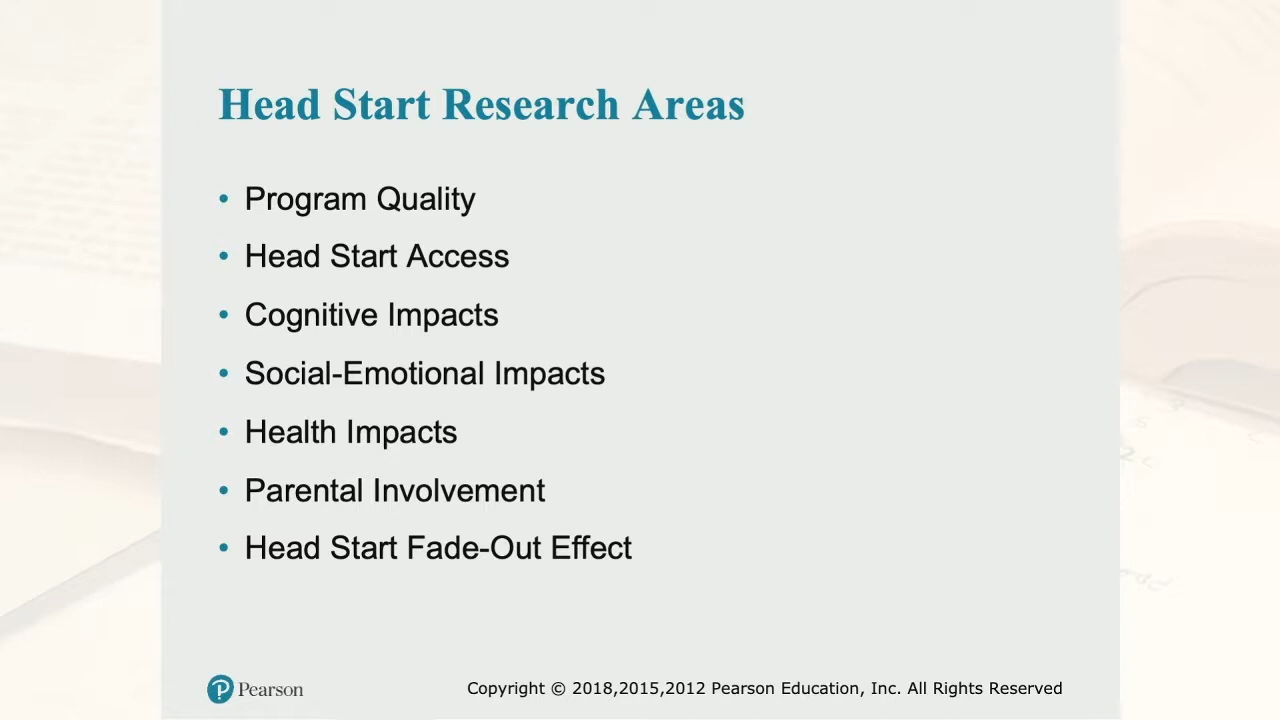 Head Start Research Areas
• Program Quality
• Head Start Access
• Cognitive Impacts
• Social-Emotional Impacts
• Health Impacts
• Parental Involvement
• Head Start Fade-Out Effect
Pearson
Copyright © 2018,2015,2012 Pearson Education, Inc. All Rights Reserved